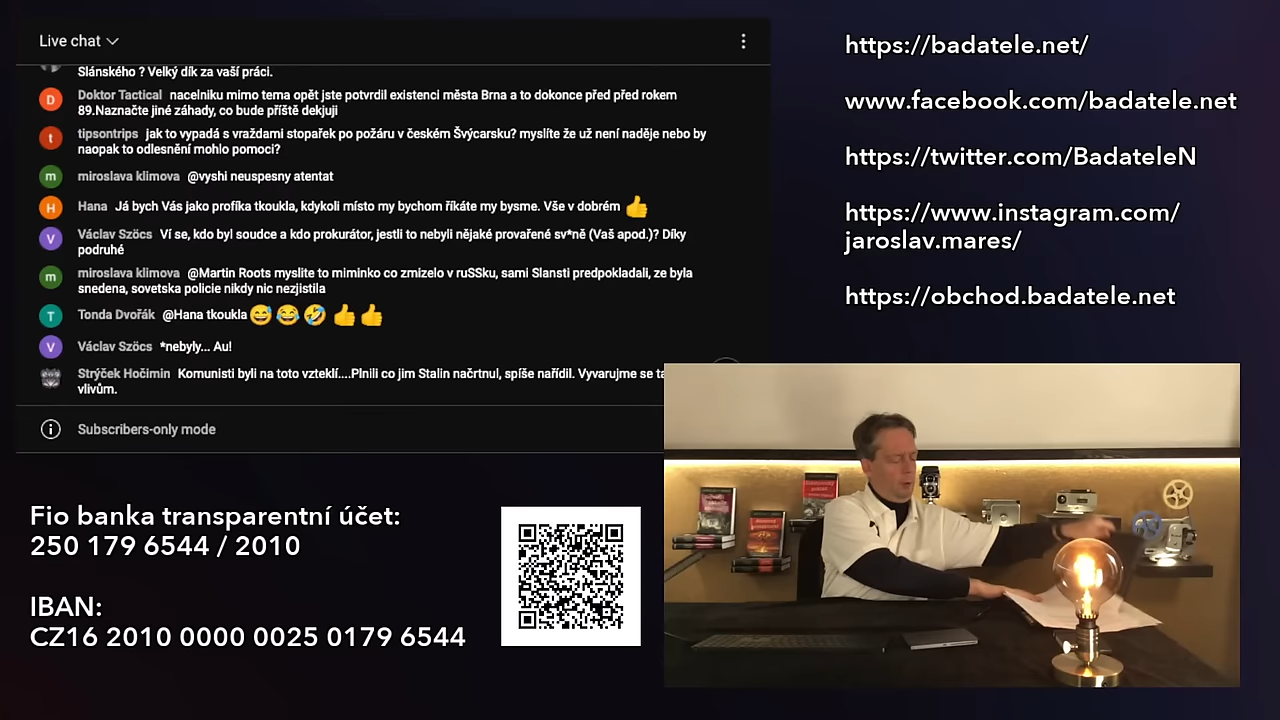 Live chat
Slánského ? Velký dík za vaší práci.
D Doktor Tactical nacelniku mimo tema opět jste potvrdil existenci města Brna a to dokonce před před rokem
89.Naznačte jiné záhady, co bude příště dekjuji
t tipsontrips jak to vypadá s vraždami stopařek po požáru v českém Švýcarsku? myslíte že už není naděje nebo by
naopak to odlesnění mohlo pomoci?
m miroslava klimova @vyshi neuspesny atentat
H Hana Já bych Vás jako profíka tkoukla, kdykoli místo my bychom říkáte my bysme. Vše v dobrém 👍
V Václav Szöcs Ví se, kdo byl soudce a kdo prokurátor, jestli to nebyli nějaké provařené sv*ně (Vaš apod.)? Díky
podruhé
m miroslava klimova @Martin Roots myslite to miminko co zmizelo v ruSSku, sami Slansti predpokladali, ze byla
snedena, sovetska policie nikdy nic nezjistila
T Tonda Dvořák @Hana tkoukla 😅 😂 🤣 👍 👍
V Václav Szöcs *nebyly... Au!
Strýček Hočimin Komunisti byli na toto vzteklí....Plnili co jim Stalin načrtnul, spíše nařídil. Vyvarujme se
vlivům.
Subscribers-only mode
https://badatele.net/
www.facebook.com/badatele.net
https://twitter.com/BadateleN
https://www.instagram.com/
jaroslav.mares/
https://obchod.badatele.net
Fio banka transparentní účet:
250 179 6544 / 2010
IBAN:
CZ16 2010 0000 0025 0179 6544